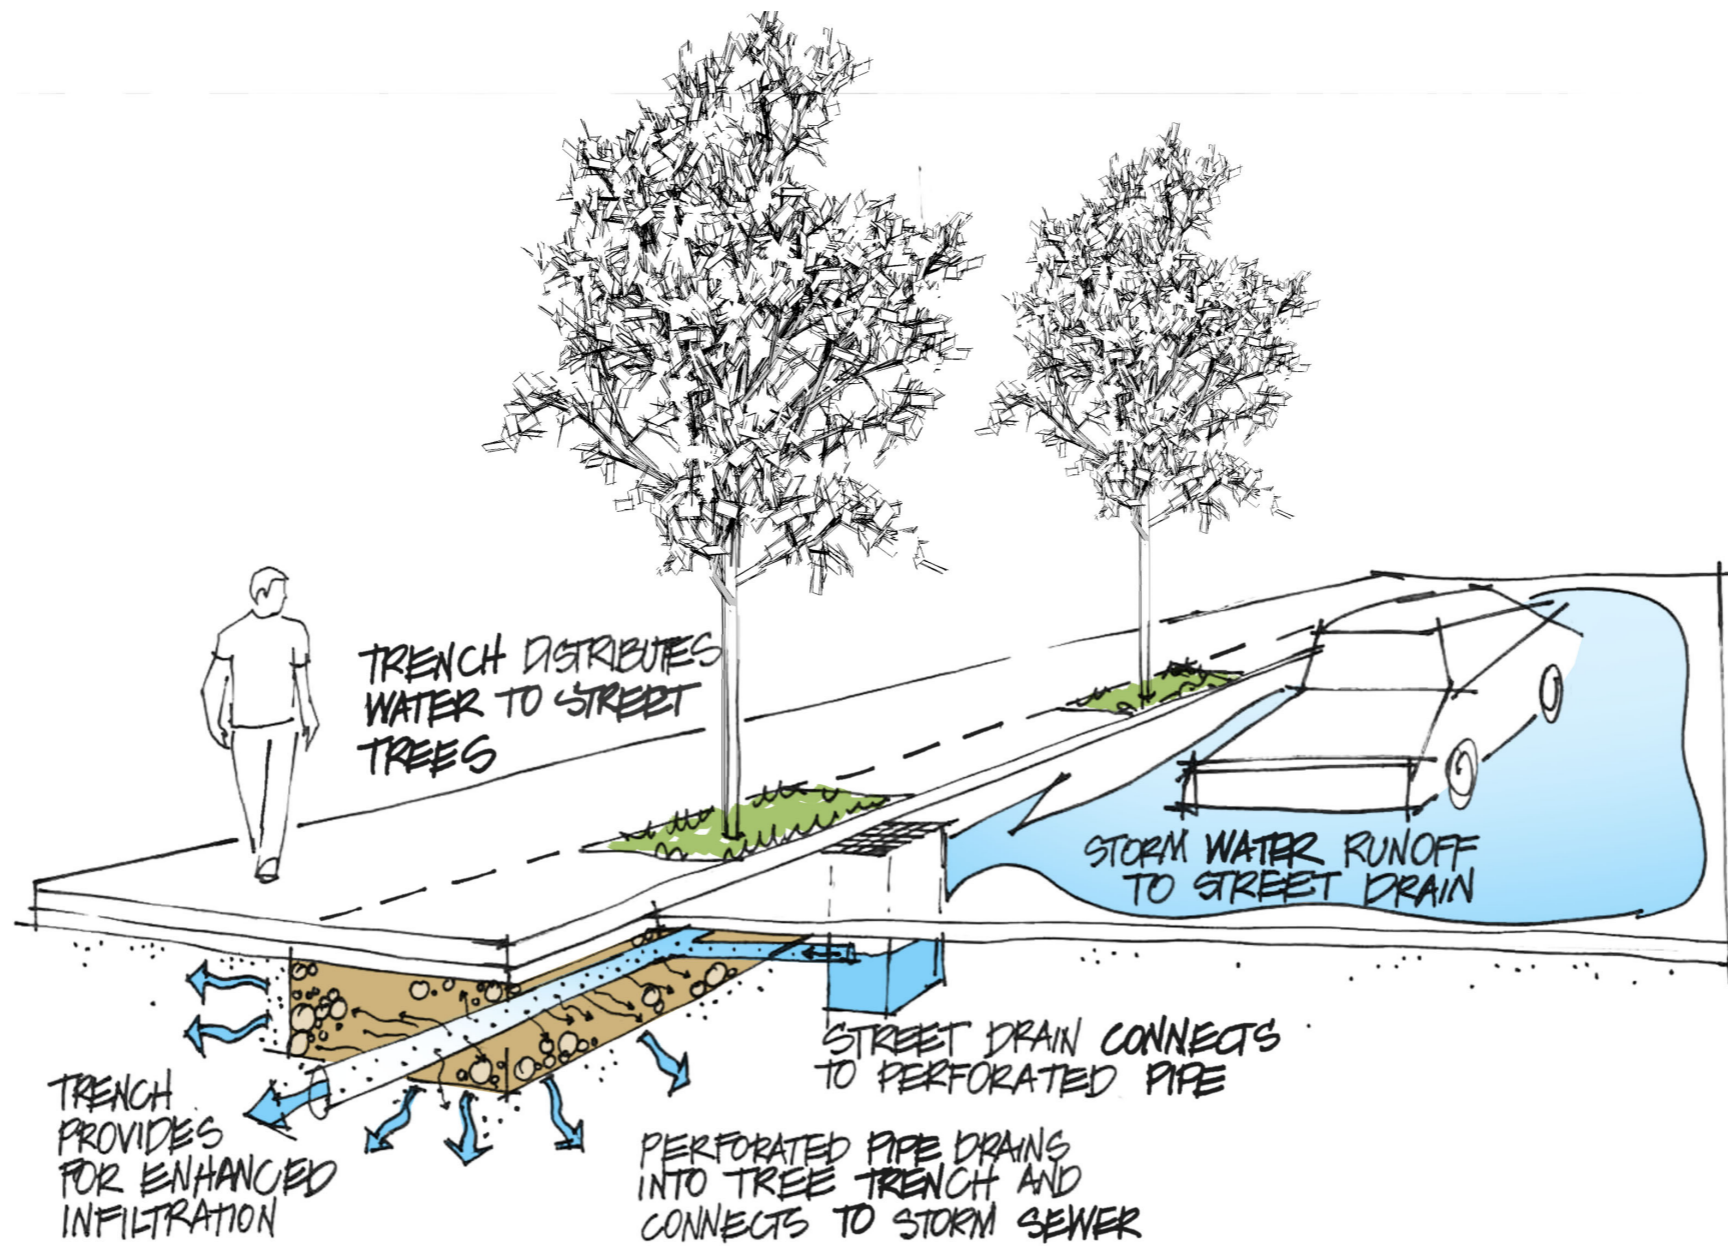 TRENCH DISTRIBUTES
WATER TO STREET
TREES
STORM WATER RUNOFF
TO STREET DRAIN
STREET DRAIN CONNECTS
TO PERFORATED PIPE
TRENCH
PROVIDES
FOR ENHANCED
INFILTRATION
PERFORATED PIPE DRAINS
INTO TREE TRENCH AND
CONNECTS TO STORM SEWER